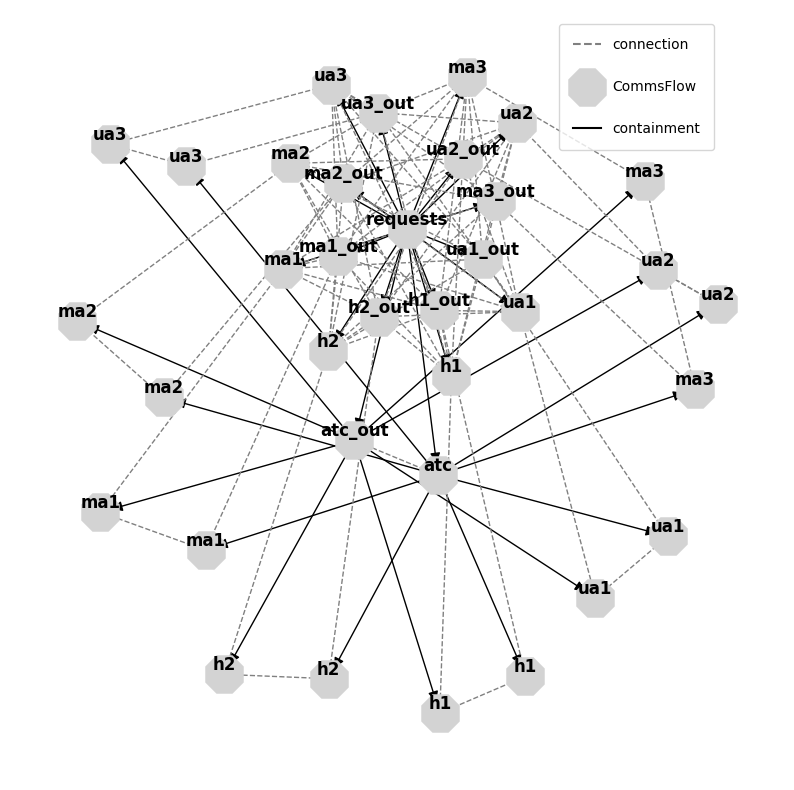 connection
CommsFlow
containment
ma3
ua3
ua3_out
ua2
ua3
ua2_out
ma2
ua3
ma3
ma2_out
ma3_out
requests
ma1_out
ua1_out
ma1
ua2
ua2
h1_out
ua1
h2_out
ma2
h2
h1
ma3
ma2
atc_out
atc
ma1
ua1
ma1
ua1
h2
h1
h2
h1